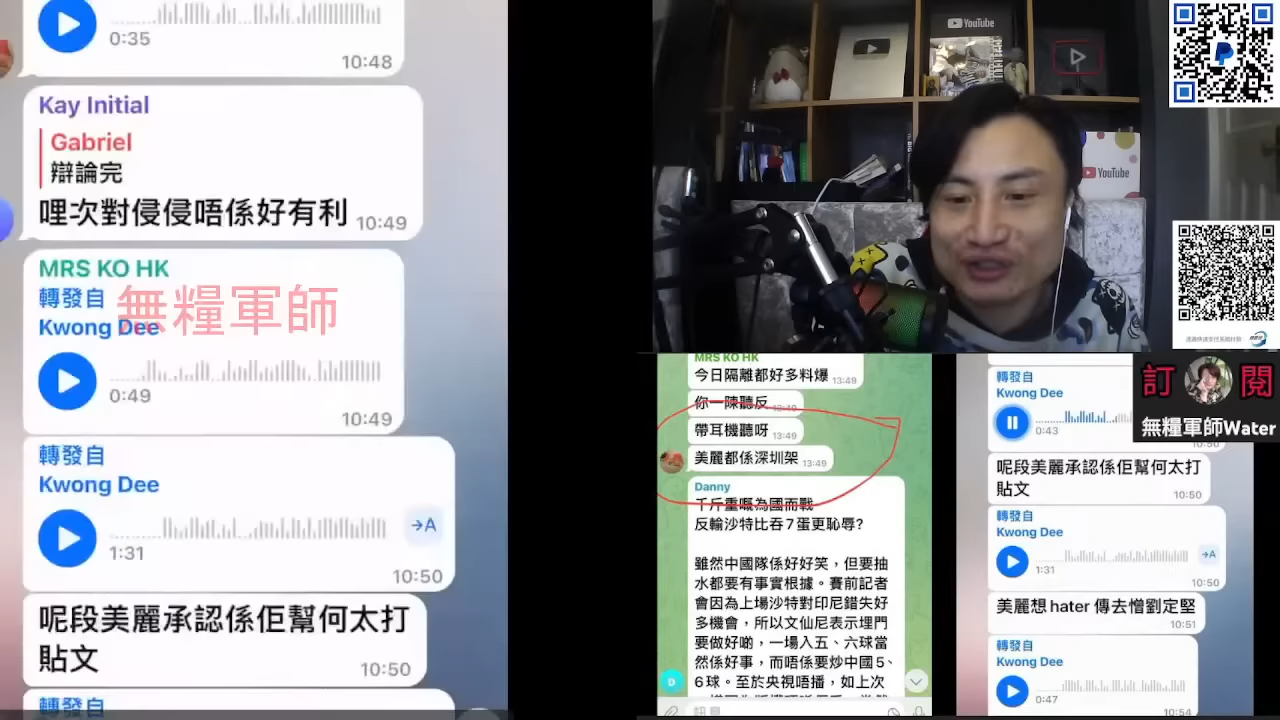 0:35
10:48
Kay Initial
Gabriel
辯論完
哩次對侵侵唔係好有利 10:49
MRS KO HK
轉發自
Kwong Dee
無糧軍師
0:49
10:49
轉發自
Kwong Dee
→A
1:31
10:50
呢段美麗承認係佢幫何太打
貼文
10:50
轉發自
YouTube
YouTube
MRS KO HK
今日隔離都好多料爆 13:49
你一陣聽反 13:49
帶耳機聽呀 13:49
美麗都係深圳架 13:49
Danny
千斤重嘅為國而戰
反輸沙特比吞7蛋更恥辱?
雖然中國隊係好好笑，但要抽
水都要有事實根據。賽前記者
會因為上場沙特對印尼錯失好
多機會，所以文仙尼表示埋門
要做好啲，一場入五、六球當
然係好事，而唔係要炒中國5、
6球。至於央視唔播，如上次
D
轉發自
Kwong Dee
0:43
10:50
訂 閱
無糧軍師Water
呢段美麗承認係佢幫何太打
貼文
10:50
轉發自
Kwong Dee
→A
1:31
10:50
美麗想hater 傳去憎劉定堅
10:51
轉發自
Kwong Dee
0:47
10:54